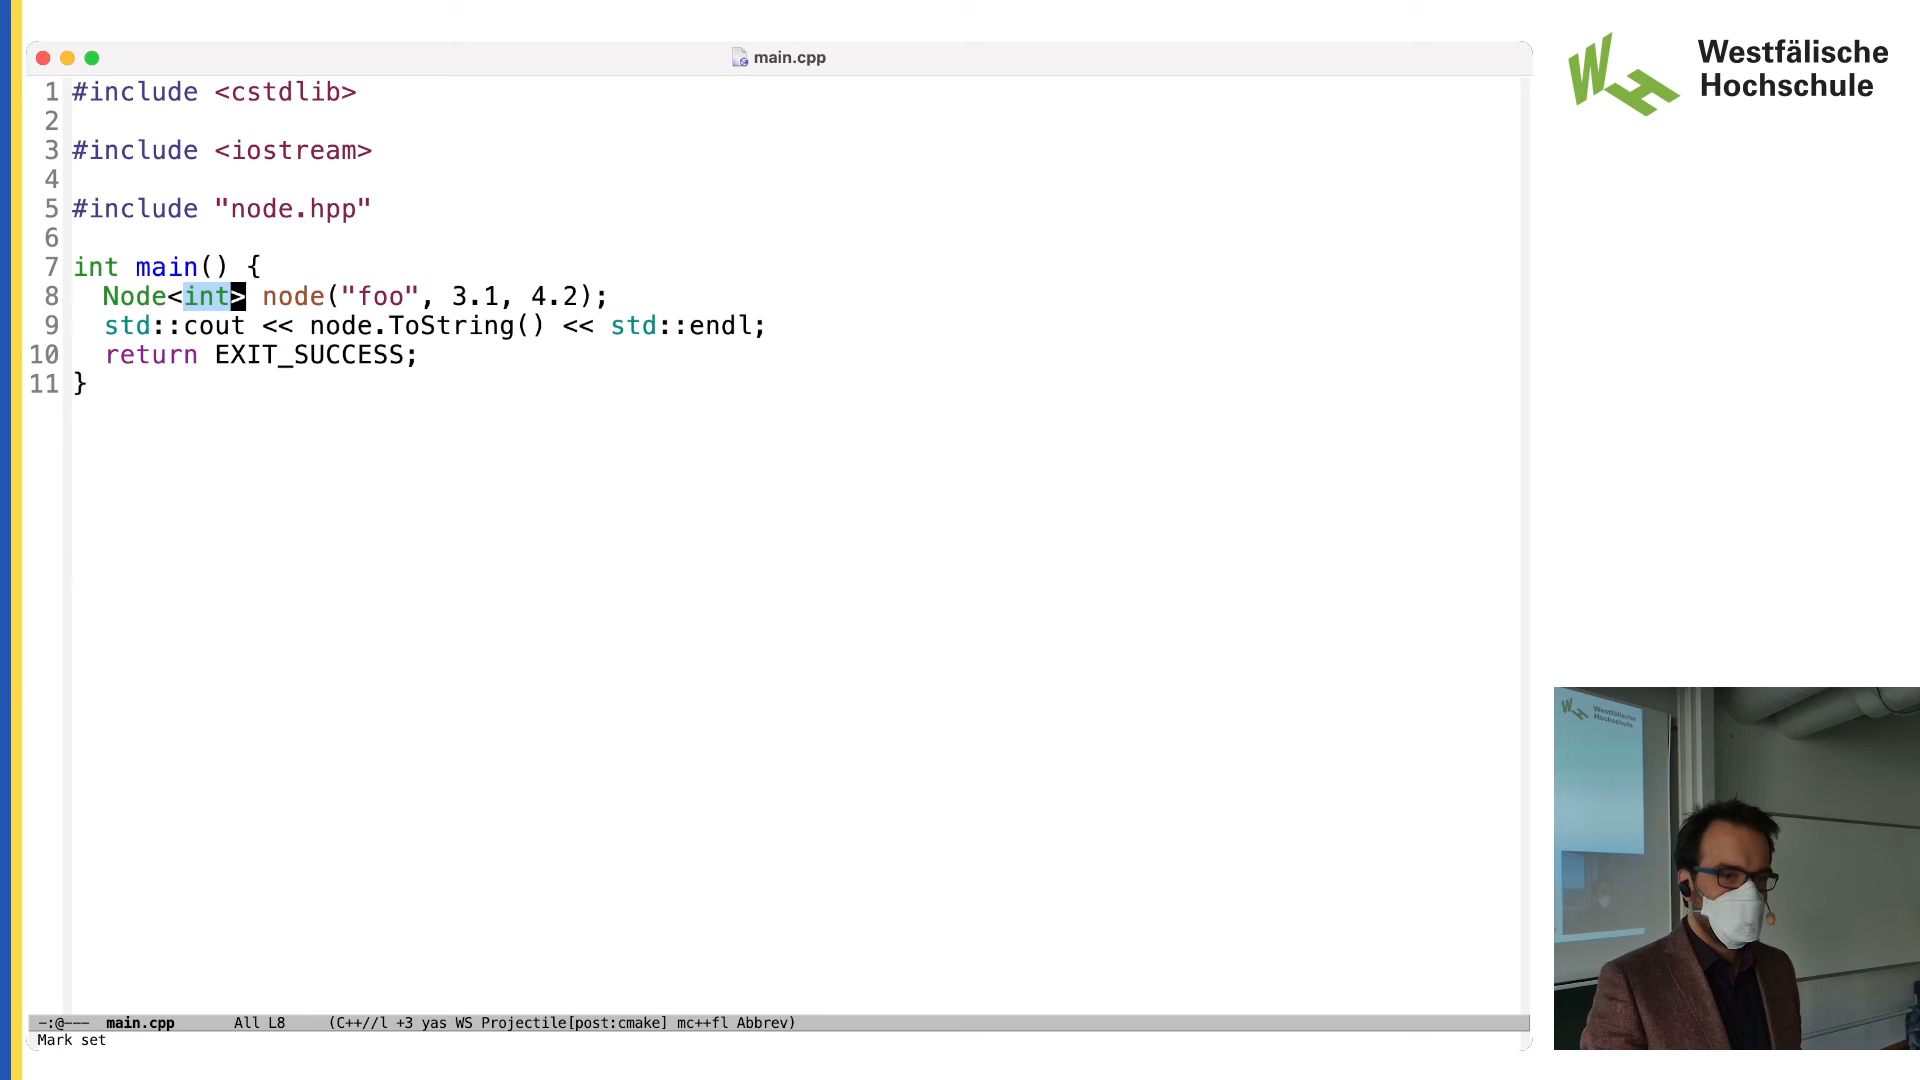 main.cpp
1 #include <cstdlib>
2
3 #include <iostream>
4
5 #include "node.hpp"
6
7 int main() {
8   Node<int> node("foo", 3.1, 4.2);
9   std::cout << node.ToString() << std::endl;
10   return EXIT_SUCCESS;
11 }
-:@---  main.cpp       All L8     (C++//l +3 yas WS Projectile[post:cmake] mc++fl Abbrev)
Mark set
Westfälische
Hochschule
Westfälische
Hochschule